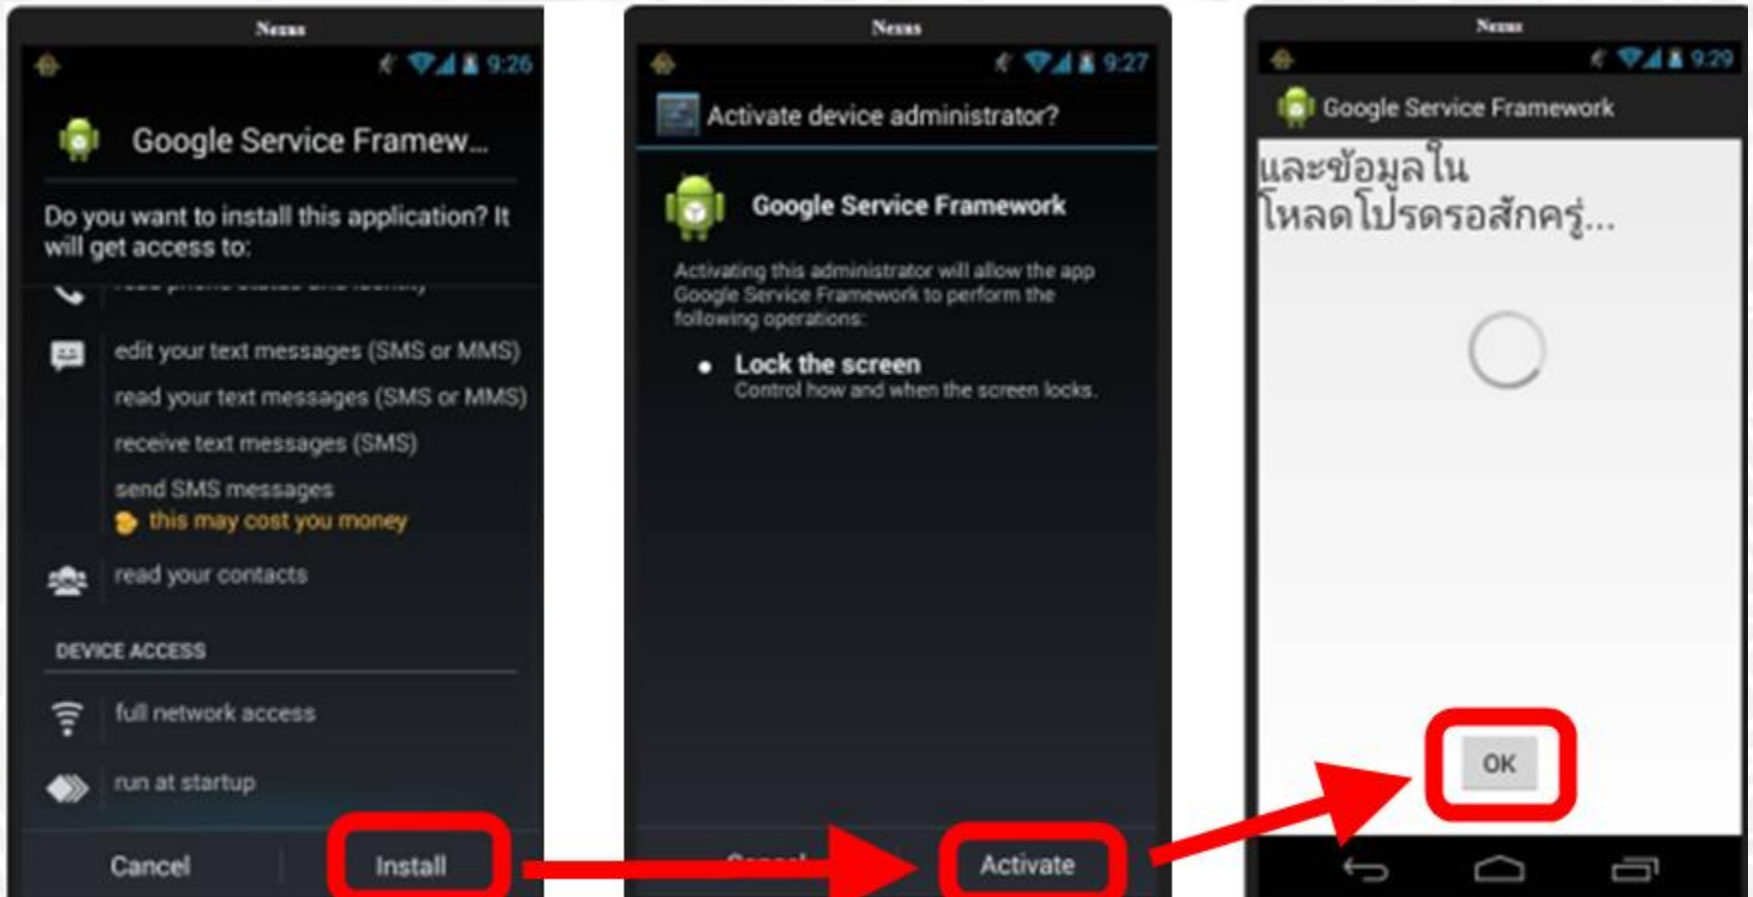 Nexus
9:26
Google Service Framew...
Do you want to install this application? It
will get access to:
read phone status and identity
edit your text messages (SMS or MMS)
read your text messages (SMS or MMS)
receive text messages (SMS)
send SMS messages
this may cost you money
read your contacts
DEVICE ACCESS
full network access
run at startup
Cancel
Install
Nexus
9:27
Activate device administrator?
Google Service Framework
Activating this administrator will allow the app
Google Service Framework to perform the
following operations:
• Lock the screen
Control how and when the screen locks.
Cancel
Activate
Nexus
9:29
Google Service Framework
และข้อมูลใน
โหลดโปรดรอสักครู่...
OK